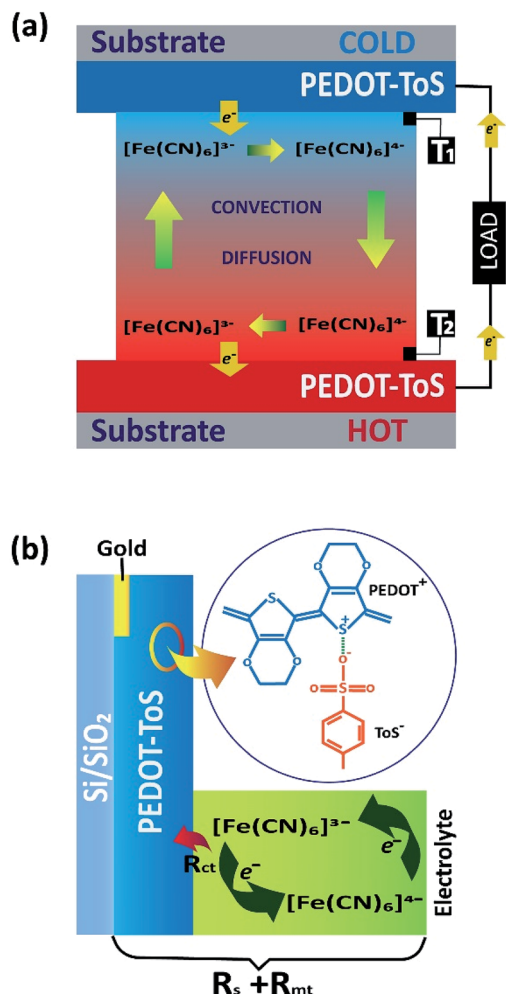 (a)
Substrate COLD
PEDOT-ToS
e⁻
[Fe(CN)₆]³⁻ [Fe(CN)₆]⁴⁻
T₁
e⁻
CONVECTION
DIFFUSION
LOAD
[Fe(CN)₆]³⁻ [Fe(CN)₆]⁴⁻
T₂
e⁻
e⁻
PEDOT-ToS
Substrate HOT
(b)
Gold
O O
S
PEDOT⁺
S⁺
O O
O⁻
O S O
ToS⁻
Si/SiO₂
PEDOT-ToS
[Fe(CN)₆]³⁻
e⁻
Rct
e⁻
[Fe(CN)₆]⁴⁻
Electrolyte
Rs +Rmt